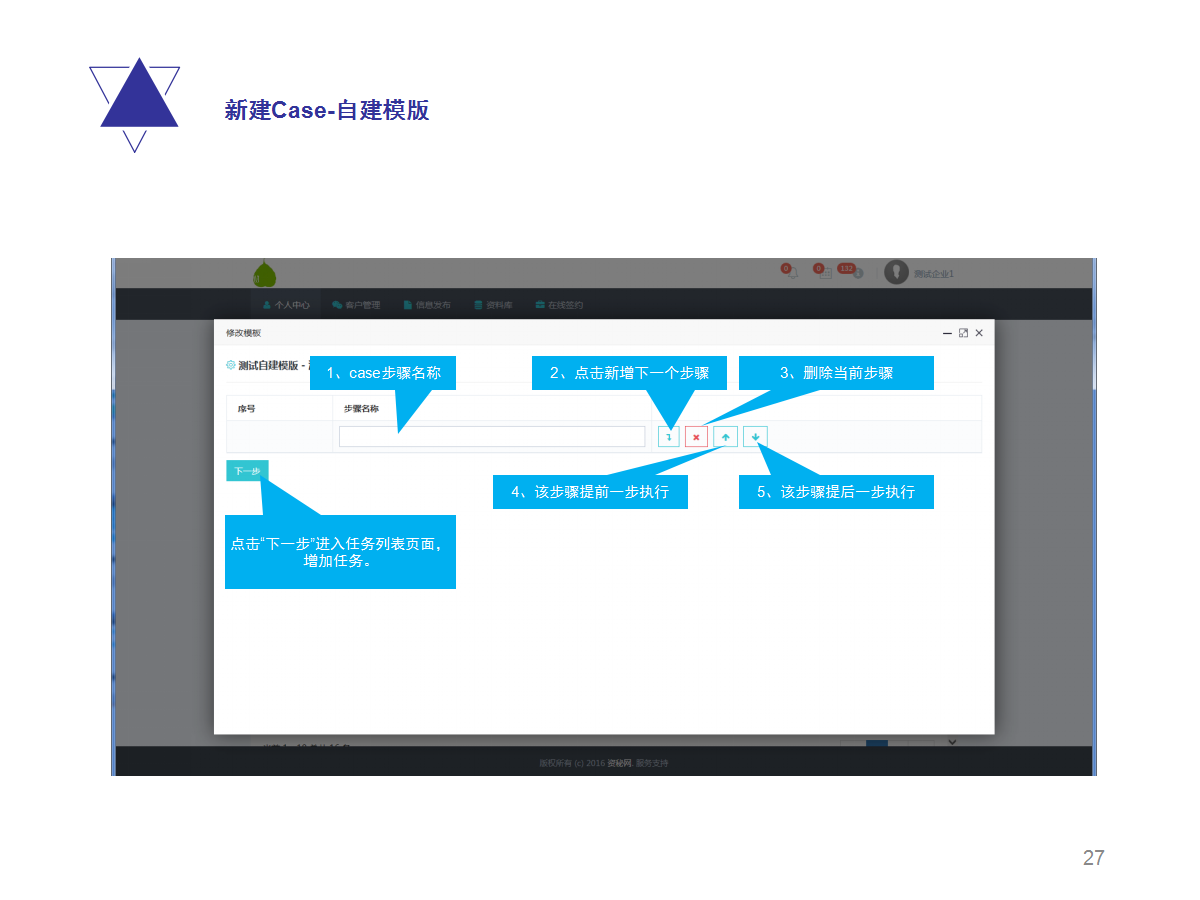 新建Case-自建模版
0
0
132
测试企业1
个人中心
客户管理
信息发布
资料库
在线签约
修改模板
测试自建模版 -
1、case步骤名称
2、点击新增下一个步骤
3、删除当前步骤
序号
步骤名称
下一步
4、该步骤提前一步执行
5、该步骤提后一步执行
点击“下一步”进入任务列表页面,
增加任务。
版权所有 (c) 2016 资秘网. 服务支持
27